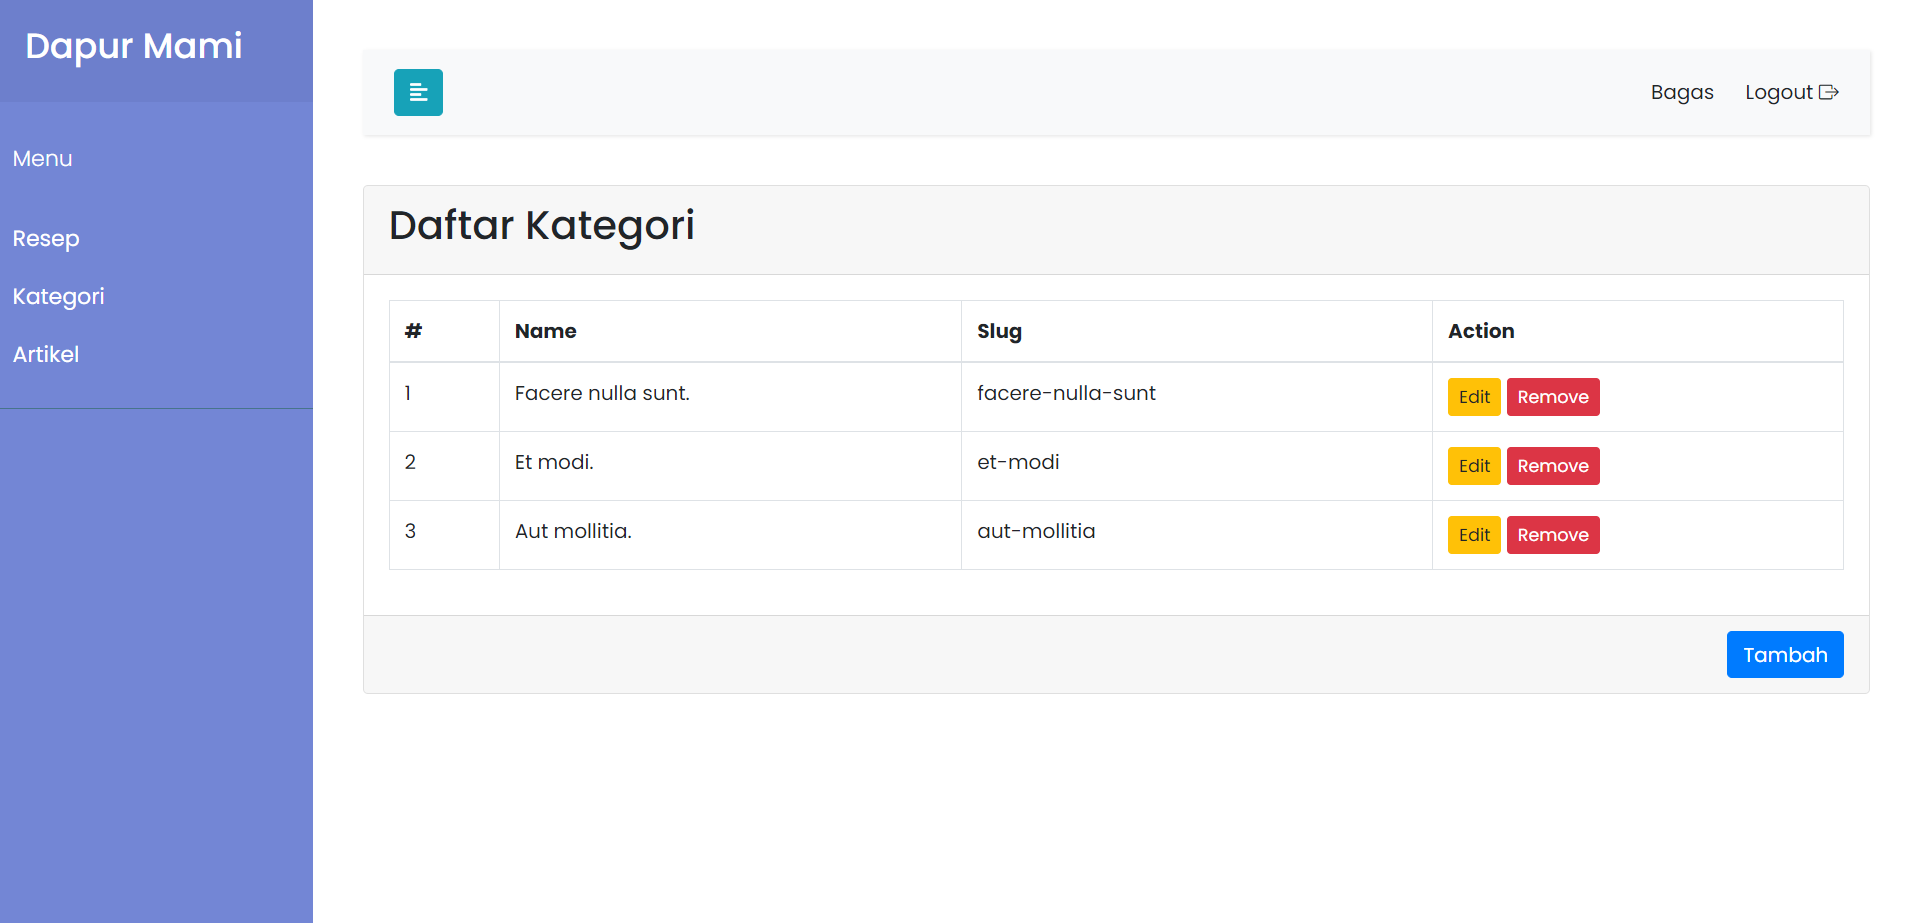 Dapur Mami
Menu
Resep
Kategori
Artikel
Bagas Logout
Daftar Kategori
# Name Slug Action
1 Facere nulla sunt. facere-nulla-sunt Edit Remove
2 Et modi. et-modi Edit Remove
3 Aut mollitia. aut-mollitia Edit Remove
Tambah